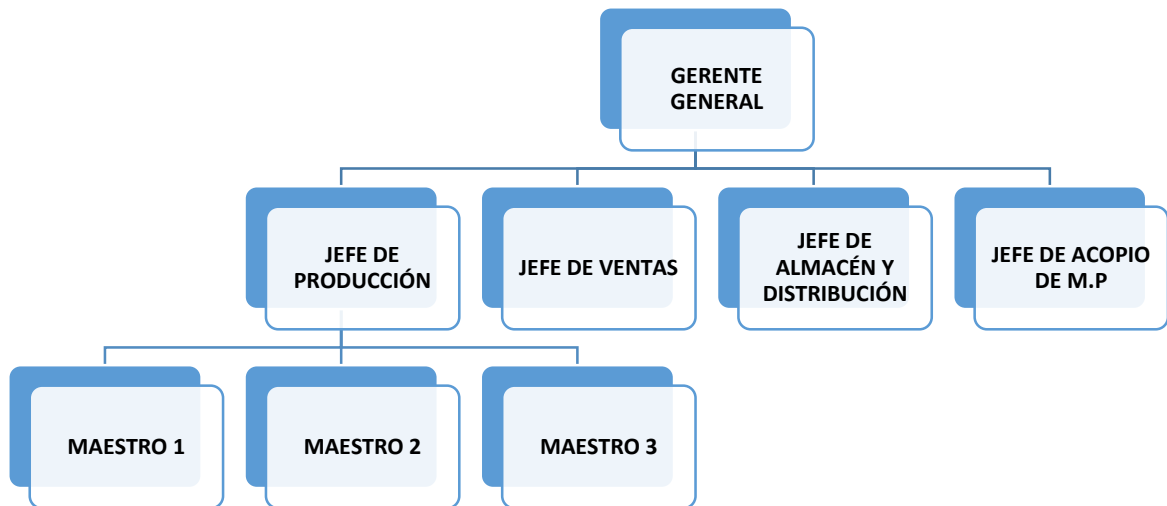 GERENTE
GENERAL
JEFE DE
PRODUCCIÓN
JEFE DE VENTAS
JEFE DE
ALMACÉN Y
DISTRIBUCIÓN
JEFE DE ACOPIO
DE M.P
MAESTRO 1
MAESTRO 2
MAESTRO 3